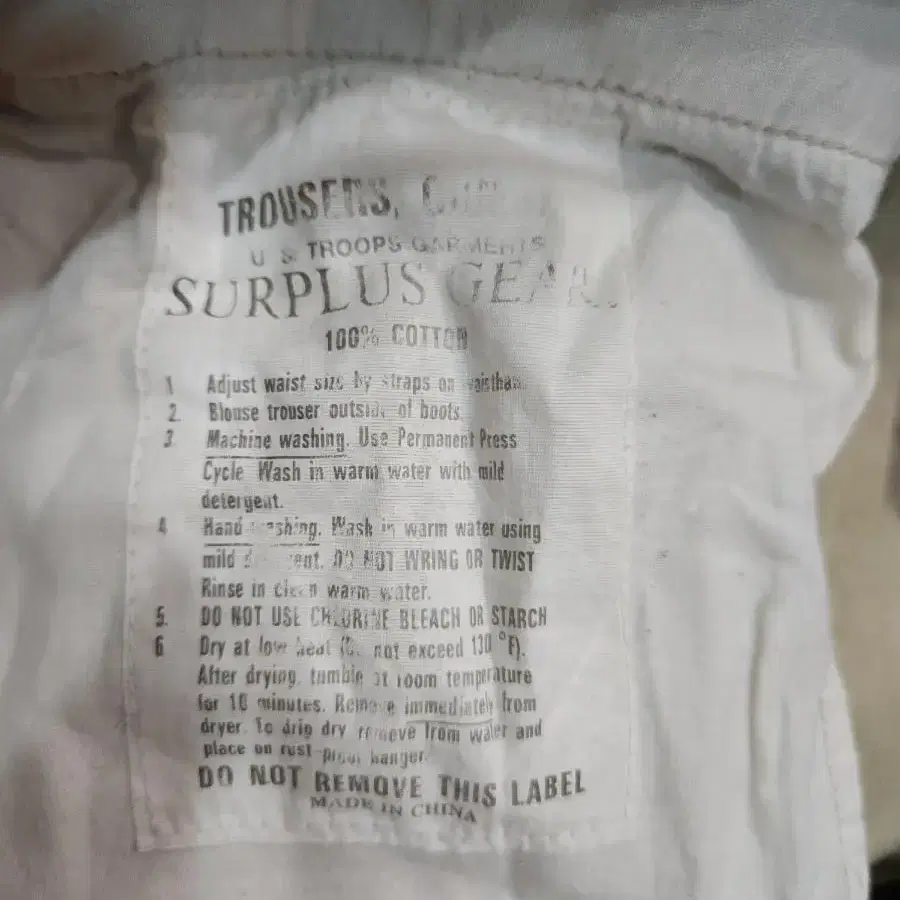 TROUSERS,
U S TROOPS GARMENTS
SURPLUS GEAR
100% COTTON
1 Adjust waist size by straps on
2. Blouse trouser outside of boots.
3 Machine washing. Use Permanent Press
Cycle Wash in warm water with mild
detergent.
4 Hand washing. Wash in warm water using
mild detergent. DO NOT WRING OR TWIST
Rinse in clean warm water.
5. DO NOT USE CHLORINE BLEACH OR STARCH
6 Dry at low heat (Do not exceed 130 °F).
After drying, tumble at room temperature
for 10 minutes. Remove immediately from
dryer. To drip dry remove from water and
place on rust-proof hanger.
DO NOT REMOVE THIS LABEL
MADE IN CHINA